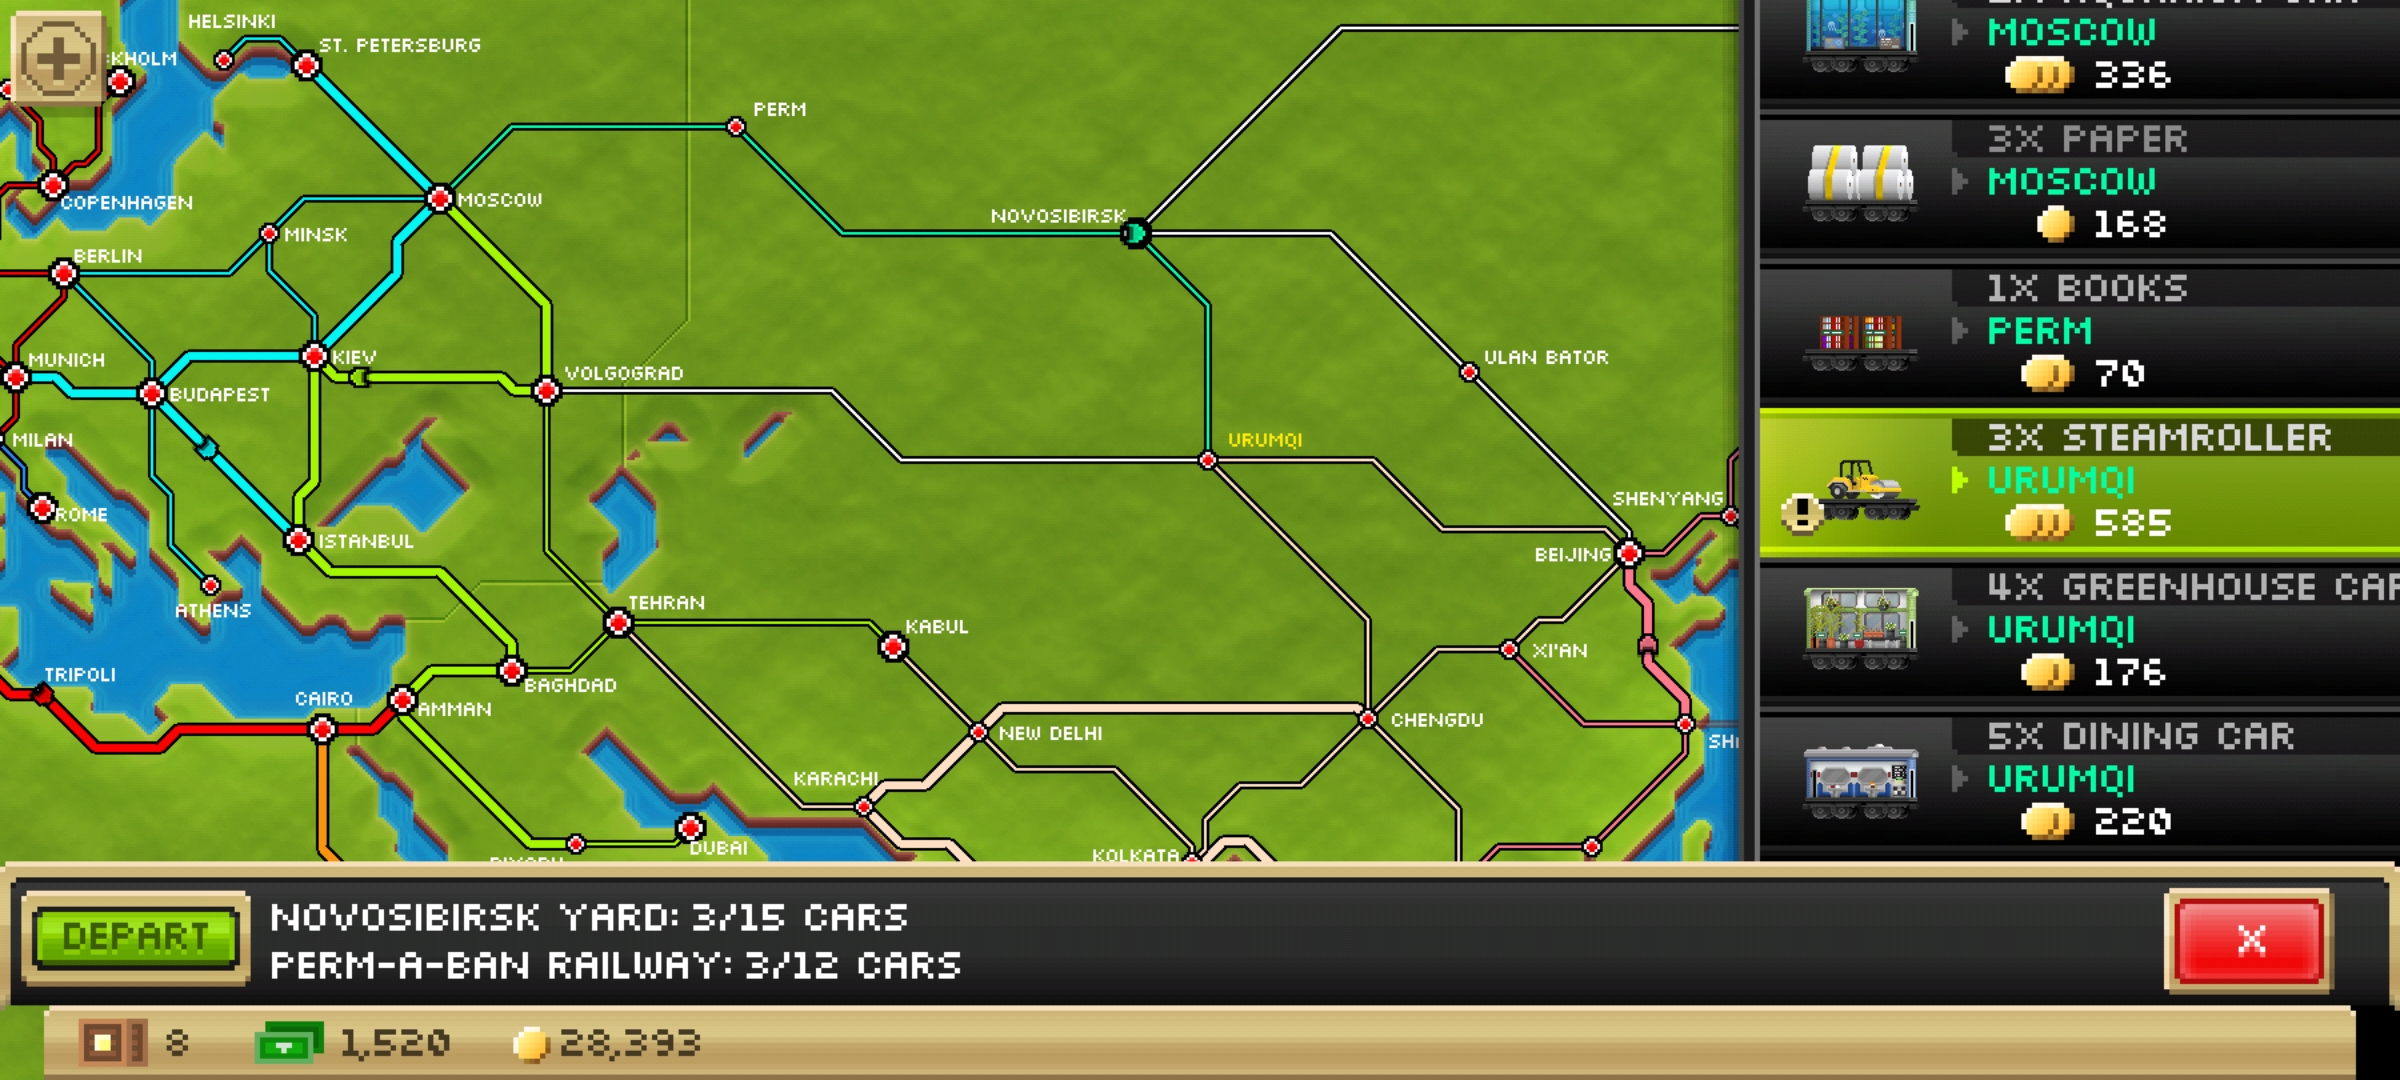 HELSINKI
ST. PETERSBURG
KHOLM
PERM
COPENHAGEN
MOSCOW
NOVOSIBIRSK
MINSK
BERLIN
MUNICH
KIEV
ULAN BATOR
VOLGOGRAD
BUDAPEST
MILAN
URUMQI
SHENYANG
ROME
ISTANBUL
BEIJING
ATHENS
TEHRAN
KABUL
XI'AN
TRIPOLI
BAGHDAD
CAIRO
AMMAN
CHENGDU
NEW DELHI
SH
KARACHI
DUBAI
KOLKATA
MOSCOW
336
3X PAPER
MOSCOW
168
1X BOOKS
PERM
70
3X STEAMROLLER
URUMQI
585
4X GREENHOUSE CAR
URUMQI
176
5X DINING CAR
URUMQI
220
DEPART
NOVOSIBIRSK YARD: 3/15 CARS
PERM-A-BAN RAILWAY: 3/12 CARS
X
8
1,520
28,393